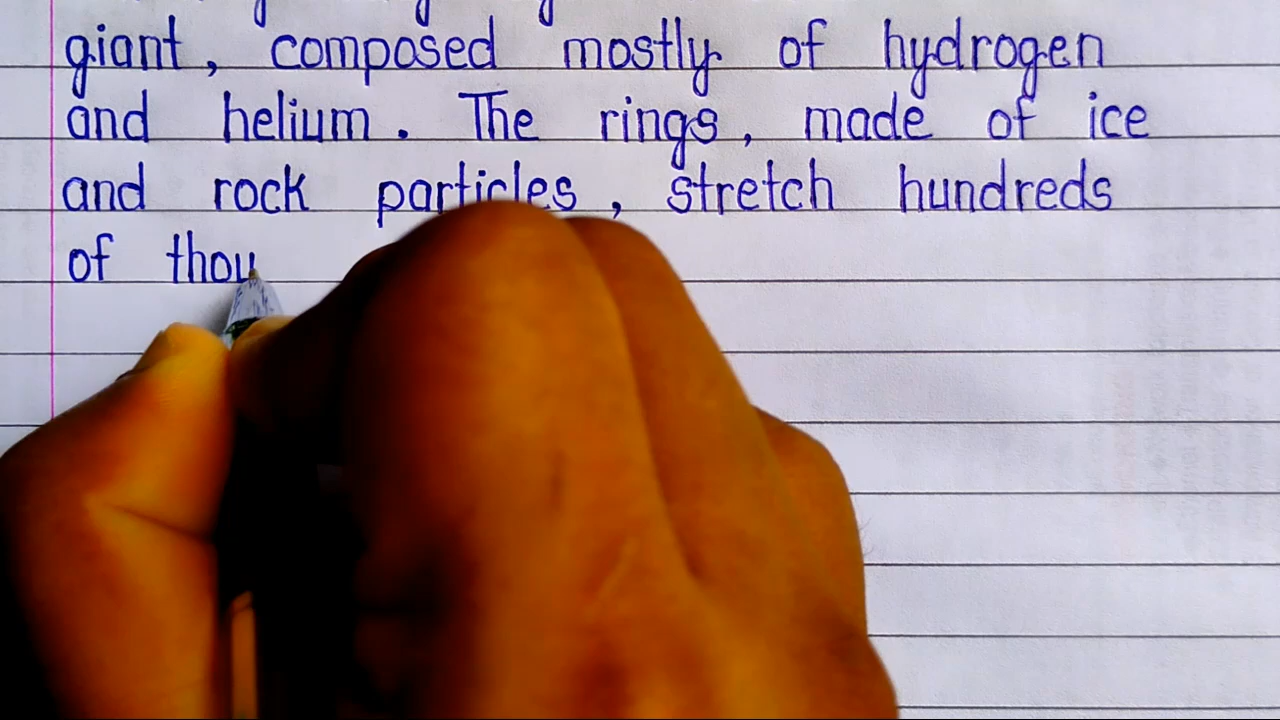 giant, composed mostly of hydrogen
and helium. The rings, made of ice
and rock particles, stretch hundreds
of thou